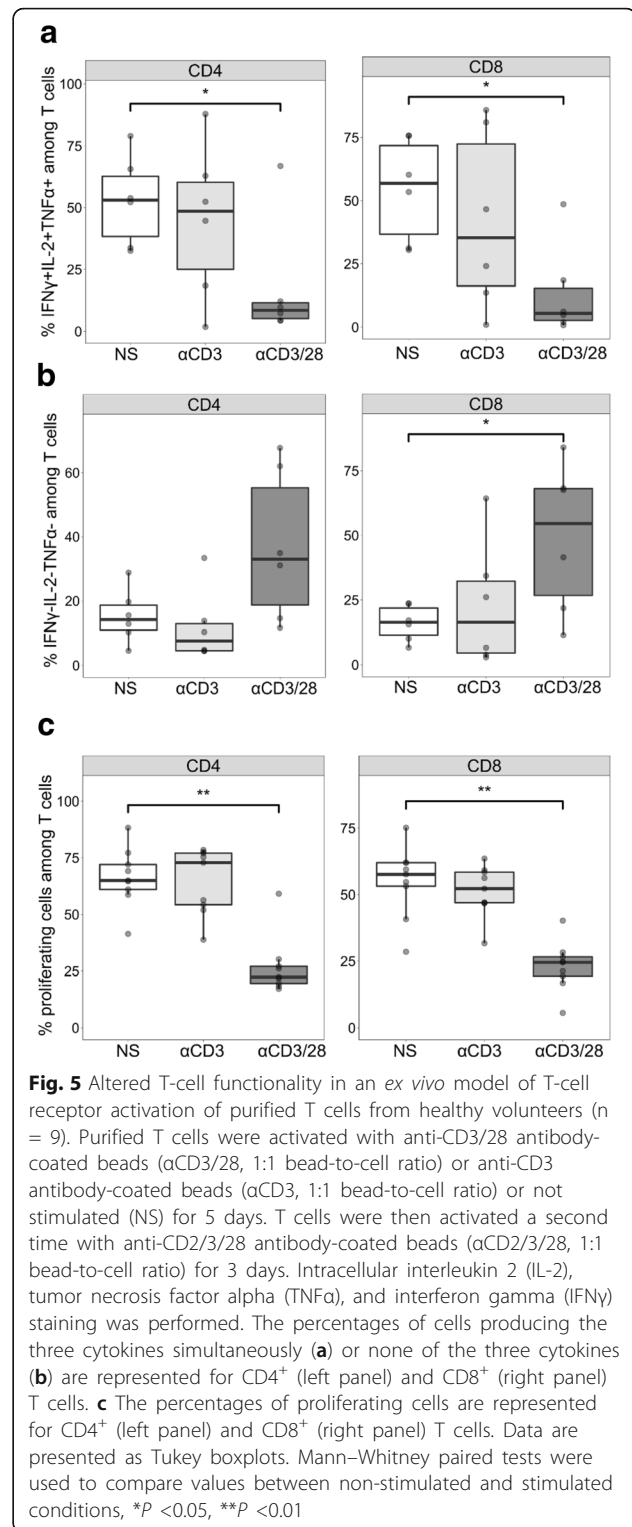 a
CD4
CD8
*
*
% IFNγ+IL-2+TNFα+ among T cells
100
75
50
25
0
75
50
25
0
NS αCD3 αCD3/28
NS αCD3 αCD3/28
b
CD4
CD8
*
% IFNγ-IL-2-TNFα- among T cells
60
40
20
0
75
50
25
0
NS αCD3 αCD3/28
NS αCD3 αCD3/28
c
CD4
CD8
**
**
% proliferating cells among T cells
100
75
50
25
0
75
50
25
0
NS αCD3 αCD3/28
NS αCD3 αCD3/28
Fig. 5 Altered T-cell functionality in an ex vivo model of T-cell
receptor activation of purified T cells from healthy volunteers (n
= 9). Purified T cells were activated with anti-CD3/28 antibody-
coated beads (αCD3/28, 1:1 bead-to-cell ratio) or anti-CD3
antibody-coated beads (αCD3, 1:1 bead-to-cell ratio) or not
stimulated (NS) for 5 days. T cells were then activated a second
time with anti-CD2/3/28 antibody-coated beads (αCD2/3/28, 1:1
bead-to-cell ratio) for 3 days. Intracellular interleukin 2 (IL-2),
tumor necrosis factor alpha (TNFα), and interferon gamma (IFNγ)
staining was performed. The percentages of cells producing the
three cytokines simultaneously (a) or none of the three cytokines
(b) are represented for CD4⁺ (left panel) and CD8⁺ (right panel)
T cells. c The percentages of proliferating cells are represented
for CD4⁺ (left panel) and CD8⁺ (right panel) T cells. Data are
presented as Tukey boxplots. Mann–Whitney paired tests were
used to compare values between non-stimulated and stimulated
conditions, *P <0.05, **P <0.01